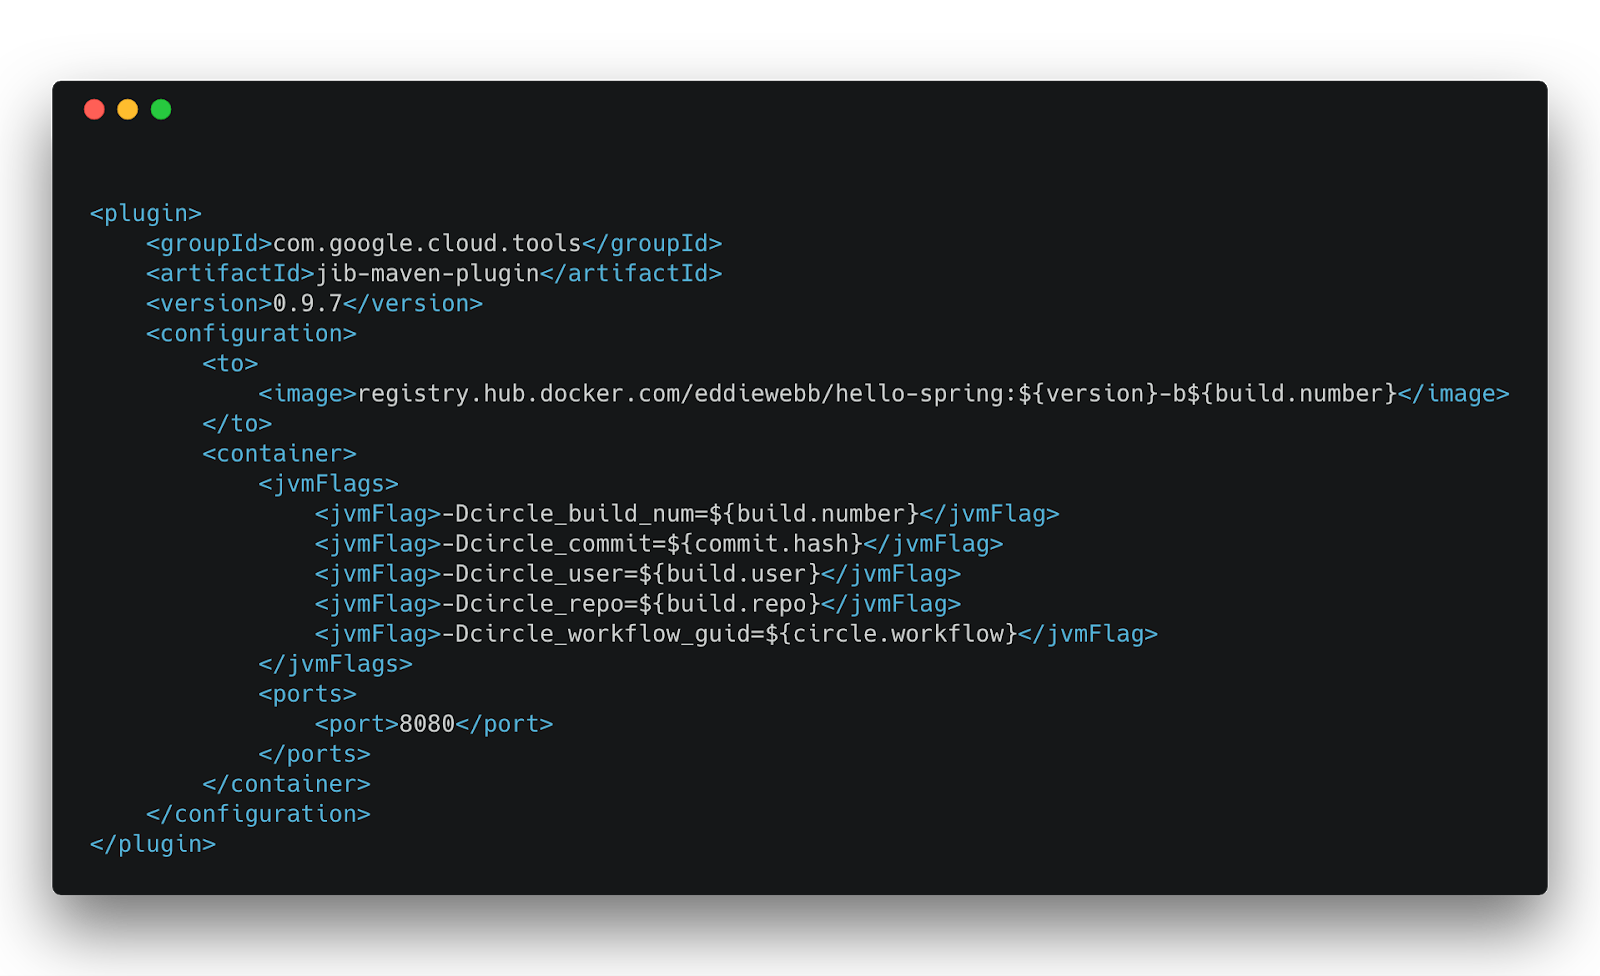 <plugin>
    <groupId>com.google.cloud.tools</groupId>
    <artifactId>jib-maven-plugin</artifactId>
    <version>0.9.7</version>
    <configuration>
        <to>
            <image>registry.hub.docker.com/eddiewebb/hello-spring:${version}-b${build.number}</image>
        </to>
        <container>
            <jvmFlags>
                <jvmFlag>-Dcircle_build_num=${build.number}</jvmFlag>
                <jvmFlag>-Dcircle_commit=${commit.hash}</jvmFlag>
                <jvmFlag>-Dcircle_user=${build.user}</jvmFlag>
                <jvmFlag>-Dcircle_repo=${build.repo}</jvmFlag>
                <jvmFlag>-Dcircle_workflow_guid=${circle.workflow}</jvmFlag>
            </jvmFlags>
            <ports>
                <port>8080</port>
            </ports>
        </container>
    </configuration>
</plugin>